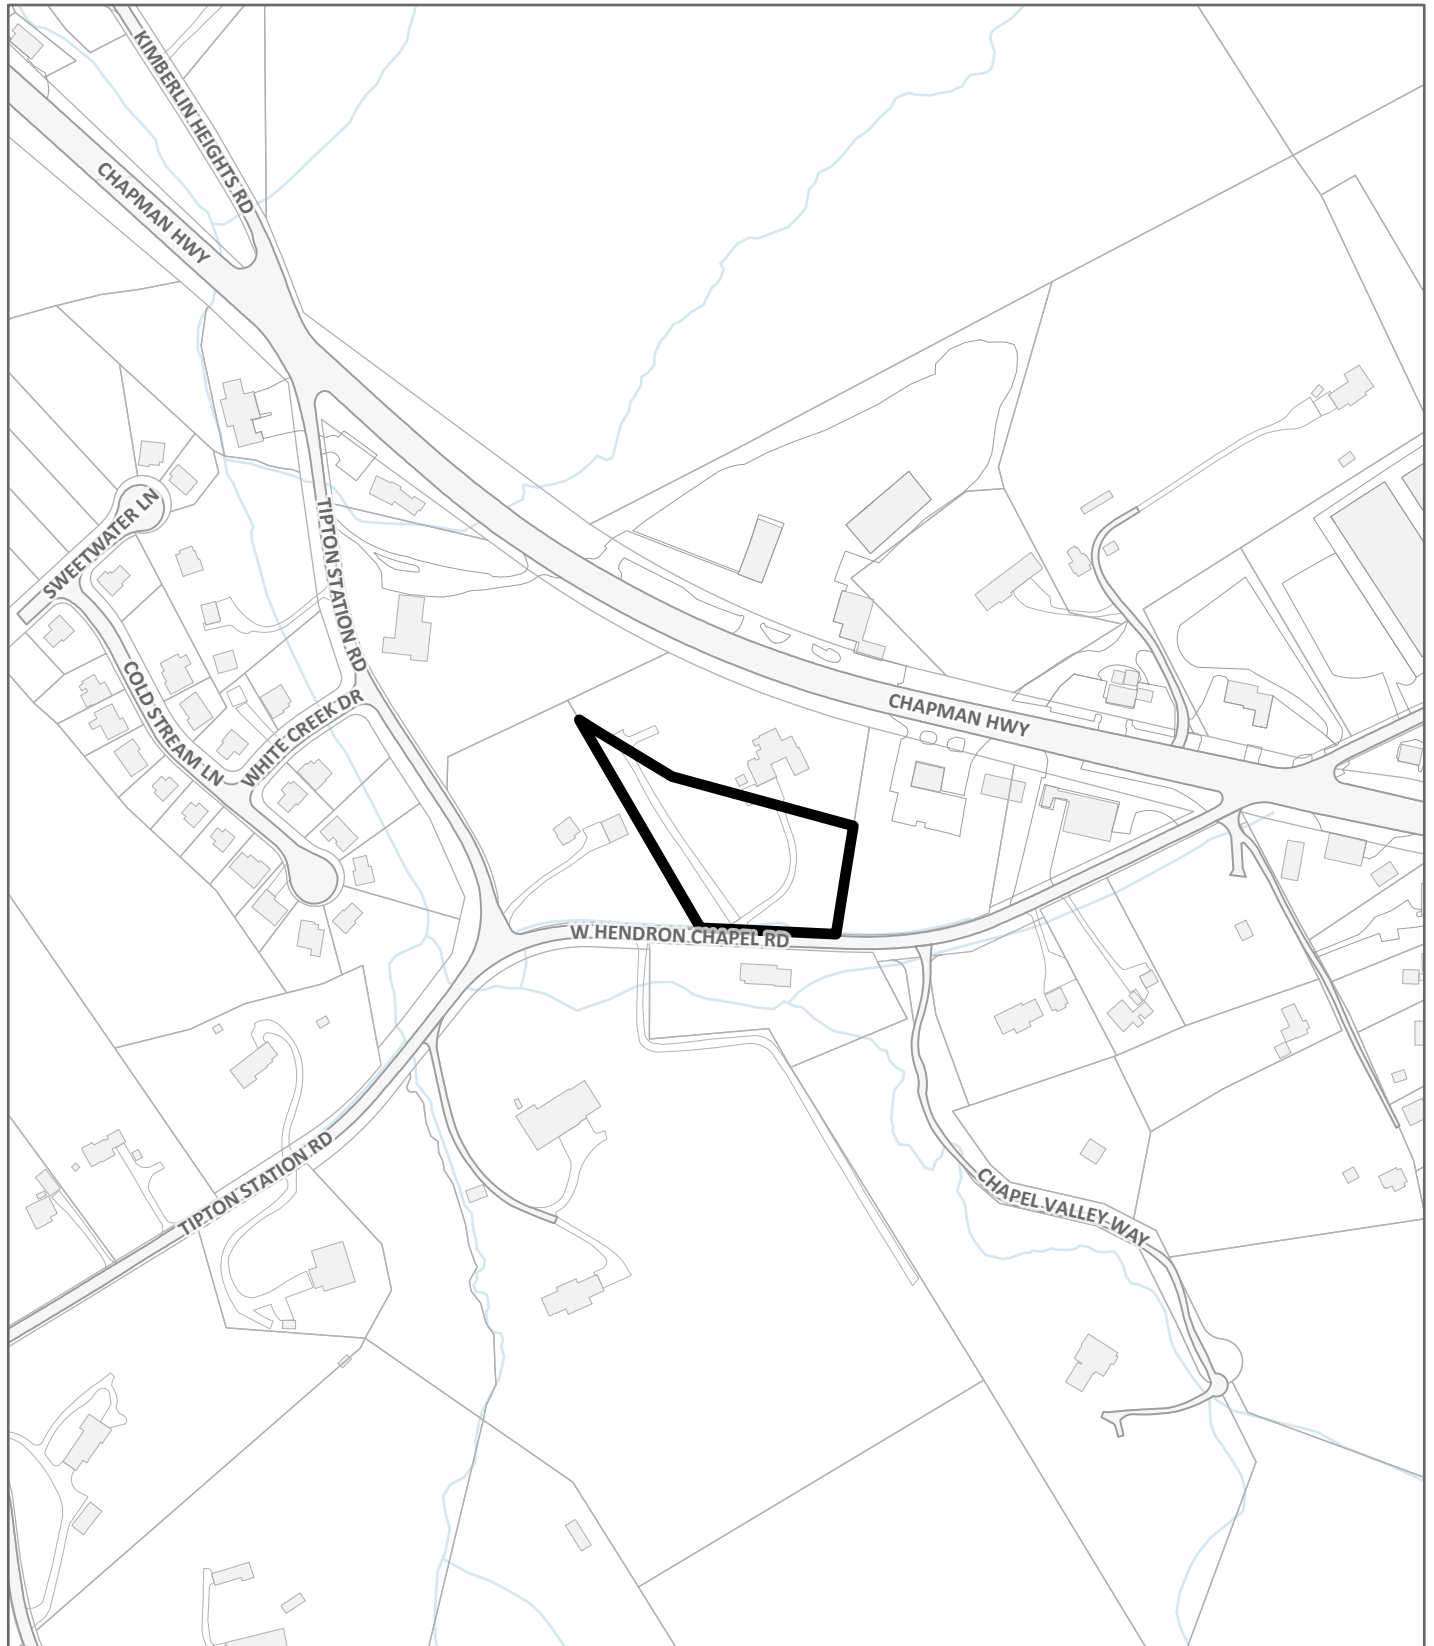 KIMBERLIN HEIGHTS RD
CHAPMAN HWY
SWEETWATER LN
TIPTON STATION RD
COLD STREAM LN
WHITE CREEK DR
CHAPMAN HWY
W HENDRON CHAPEL RD
TIPTON STATION RD
CHAPEL VALLEY WAY